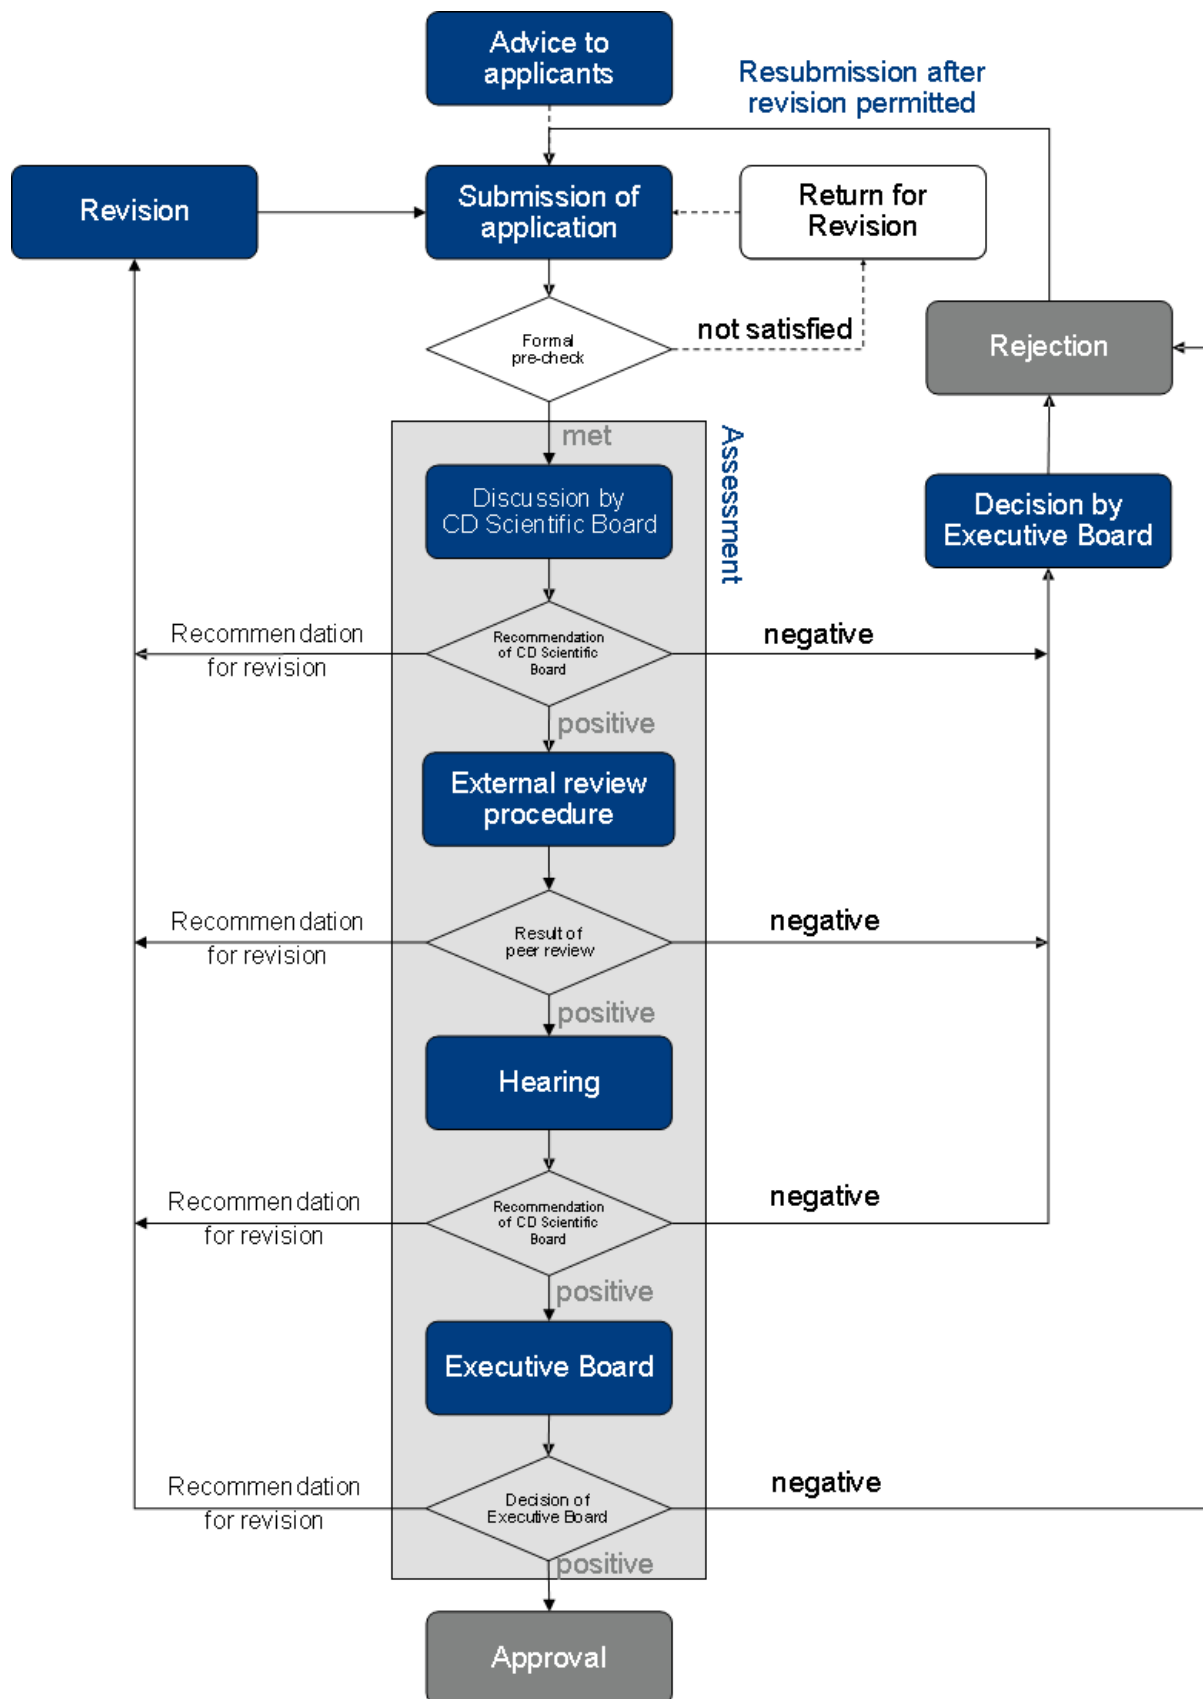 Advice to
applicants
Resubmission after
revision permitted
Revision
Submission of
application
Return for
Revision
Formal
pre-check
not satisfied
Rejection
met
Assessment
Discussion by
CD Scientific Board
Decision by
Executive Board
Recommendation
for revision
Recommendation
of CD Scientific
Board
negative
positive
External review
procedure
Recommendation
for revision
Result of
peer review
negative
positive
Hearing
Recommendation
for revision
Recommendation
of CD Scientific
Board
negative
positive
Executive Board
Recommendation
for revision
Decision of
Executive Board
negative
positive
Approval